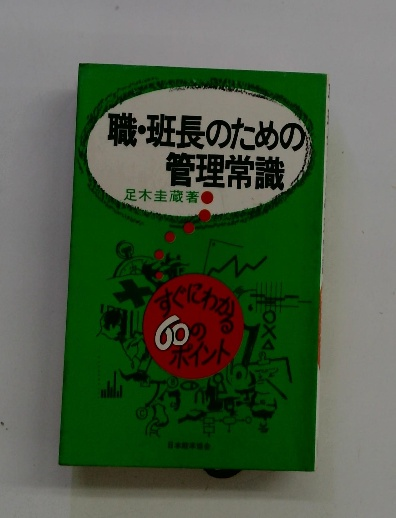 職・班長のための
管理常識
足木圭蔵著
すぐにわかる
60の
ポイント